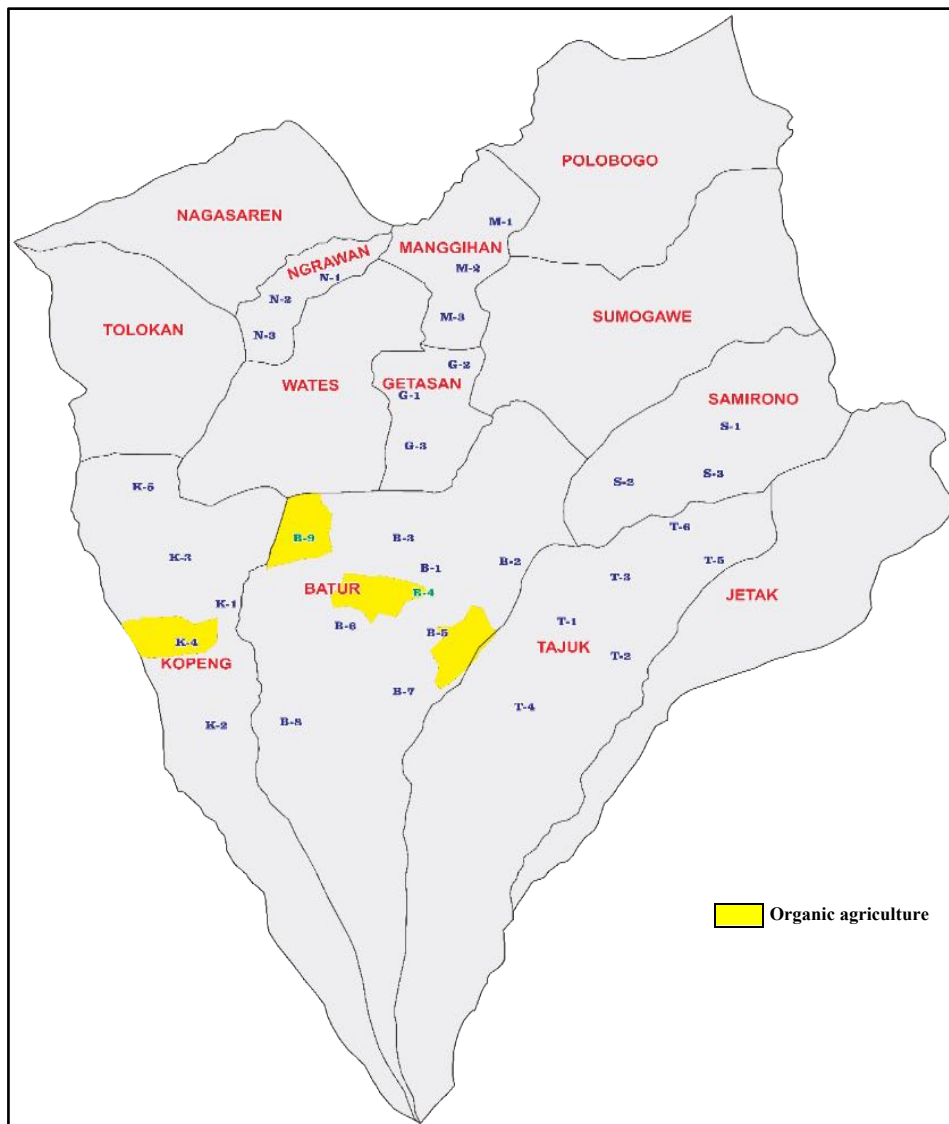 POLOBOGO
NAGASAREN
M-1
MANGGIHAN
NGRAWAN
M-2
N-1
N-2
M-3
SUMOGAWE
TOLOKAN
N-3
G-2
WATES
GETASAN
G-1
SAMIRONO
S-1
G-3
S-3
S-2
K-5
T-6
B-9
B-3
K-3
T-5
B-2
B-1
T-3
BATUR
B-4
JETAK
K-1
T-1
B-6
B-5
K-4
TAJUK
T-2
KOPENG
B-7
T-4
B-8
K-2
Organic agriculture